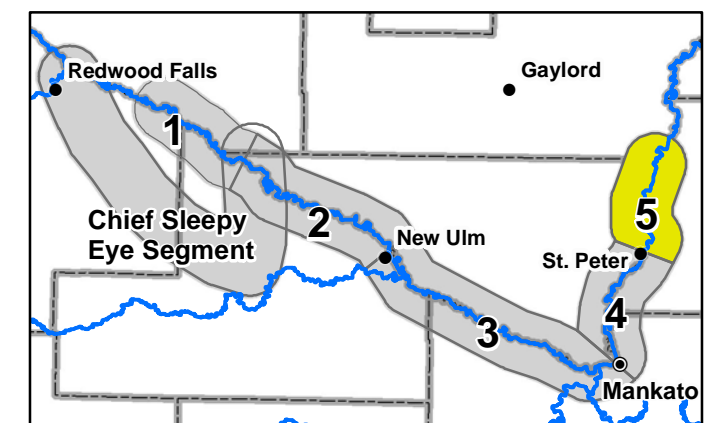 Redwood Falls
Gaylord
1
5
Chief Sleepy
Eye Segment
2
New Ulm
St. Peter
4
3
Mankato